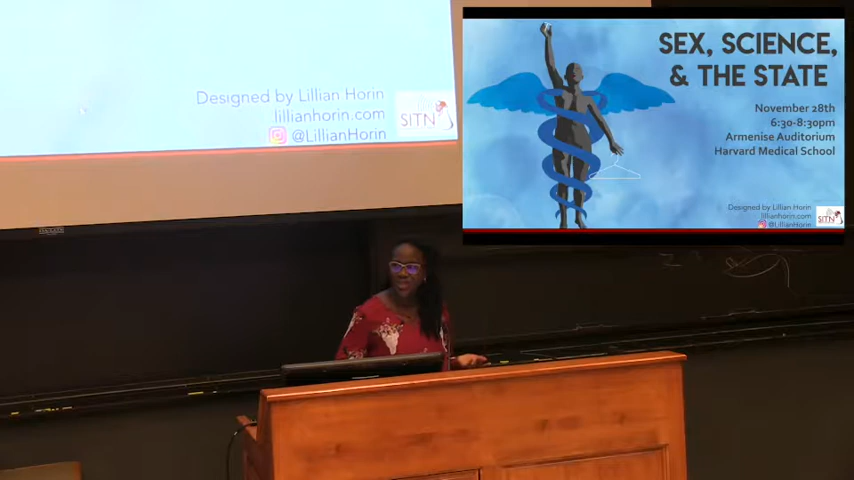 Designed by Lillian Horin
lillianhorin.com
@LillianHorin
SITN
SEX, SCIENCE,
& THE STATE
November 28th
6:30-8:30pm
Armenise Auditorium
Harvard Medical School
Designed by Lillian Horin
lillianhorin.com
@LillianHorin
SITN